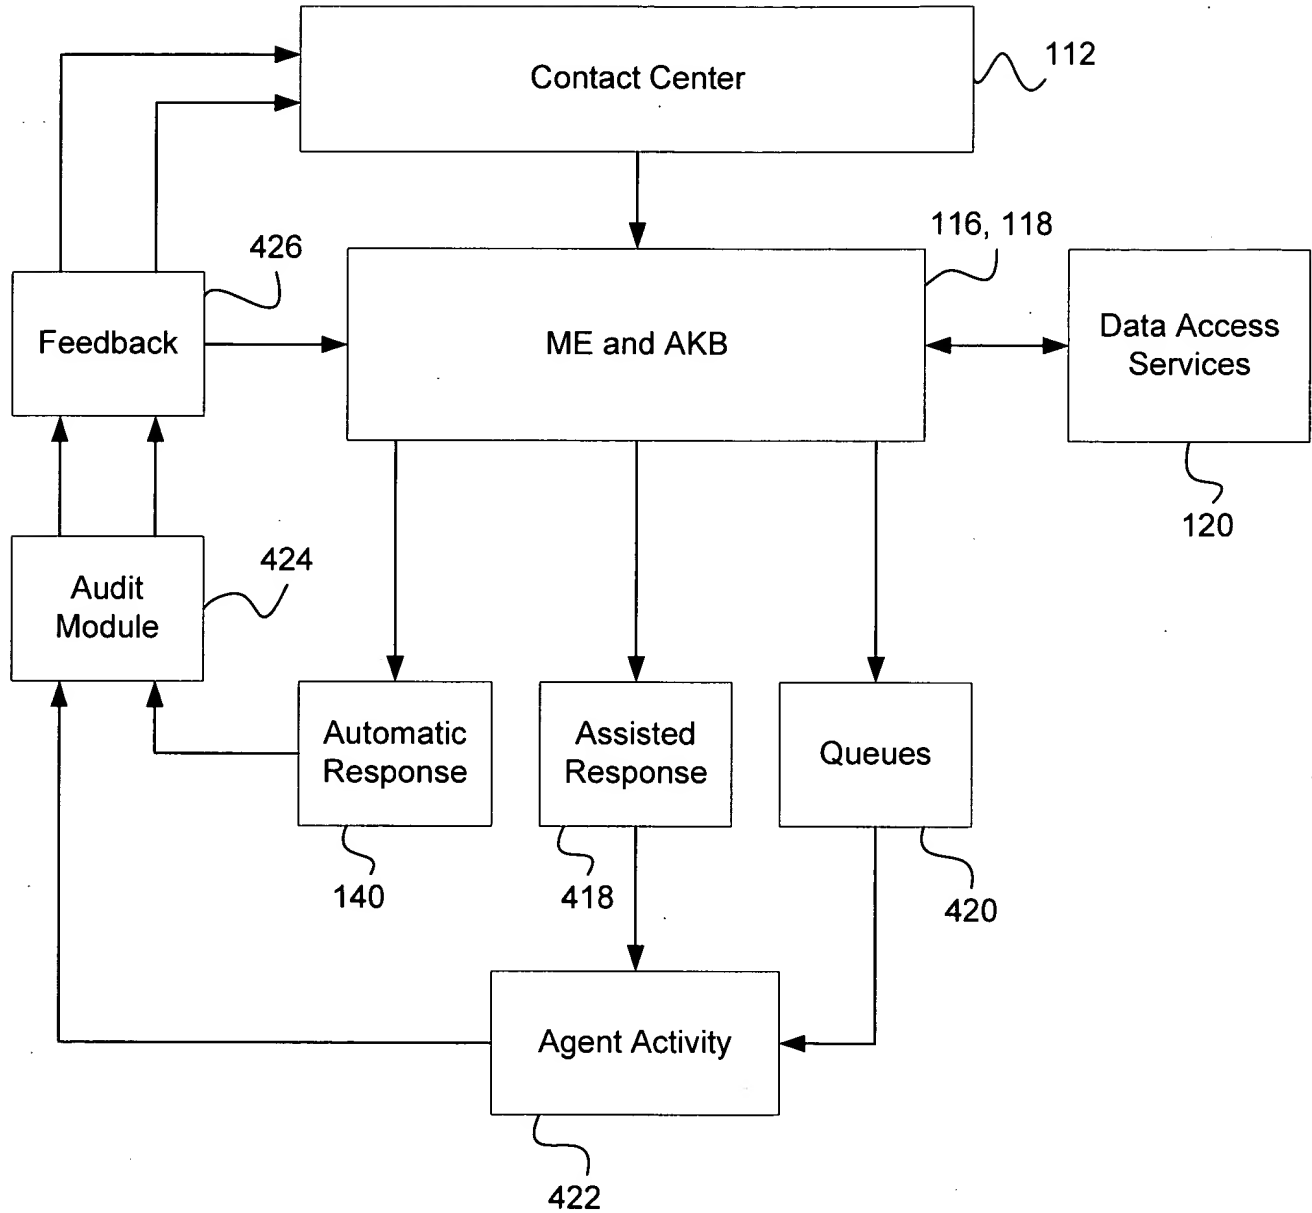 Contact Center
112
116, 118
426
Feedback
ME and AKB
Data Access
Services
120
424
Audit
Module
Automatic
Response
Assisted
Response
Queues
140
418
420
Agent Activity
422